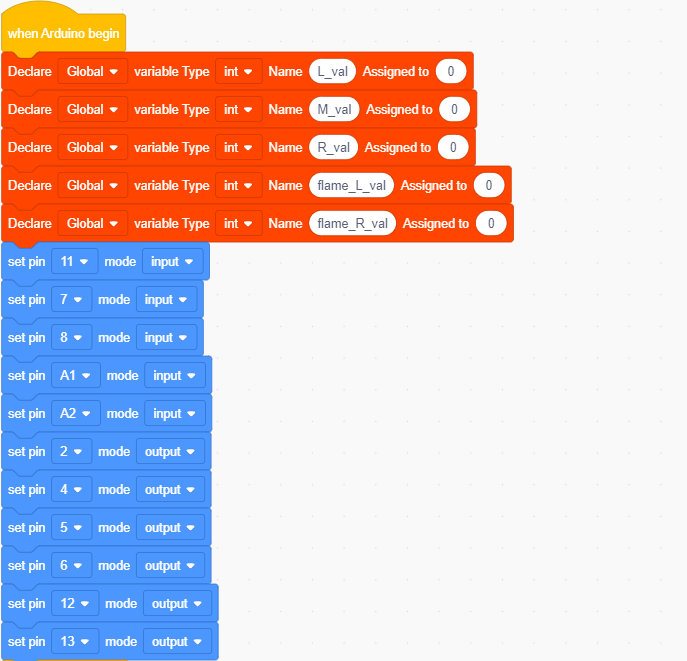 when Arduino begin
Declare Global variable Type int Name L_val Assigned to 0
Declare Global variable Type int Name M_val Assigned to 0
Declare Global variable Type int Name R_val Assigned to 0
Declare Global variable Type int Name flame_L_val Assigned to 0
Declare Global variable Type int Name flame_R_val Assigned to 0
set pin 11 mode input
set pin 7 mode input
set pin 8 mode input
set pin A1 mode input
set pin A2 mode input
set pin 2 mode output
set pin 4 mode output
set pin 5 mode output
set pin 6 mode output
set pin 12 mode output
set pin 13 mode output